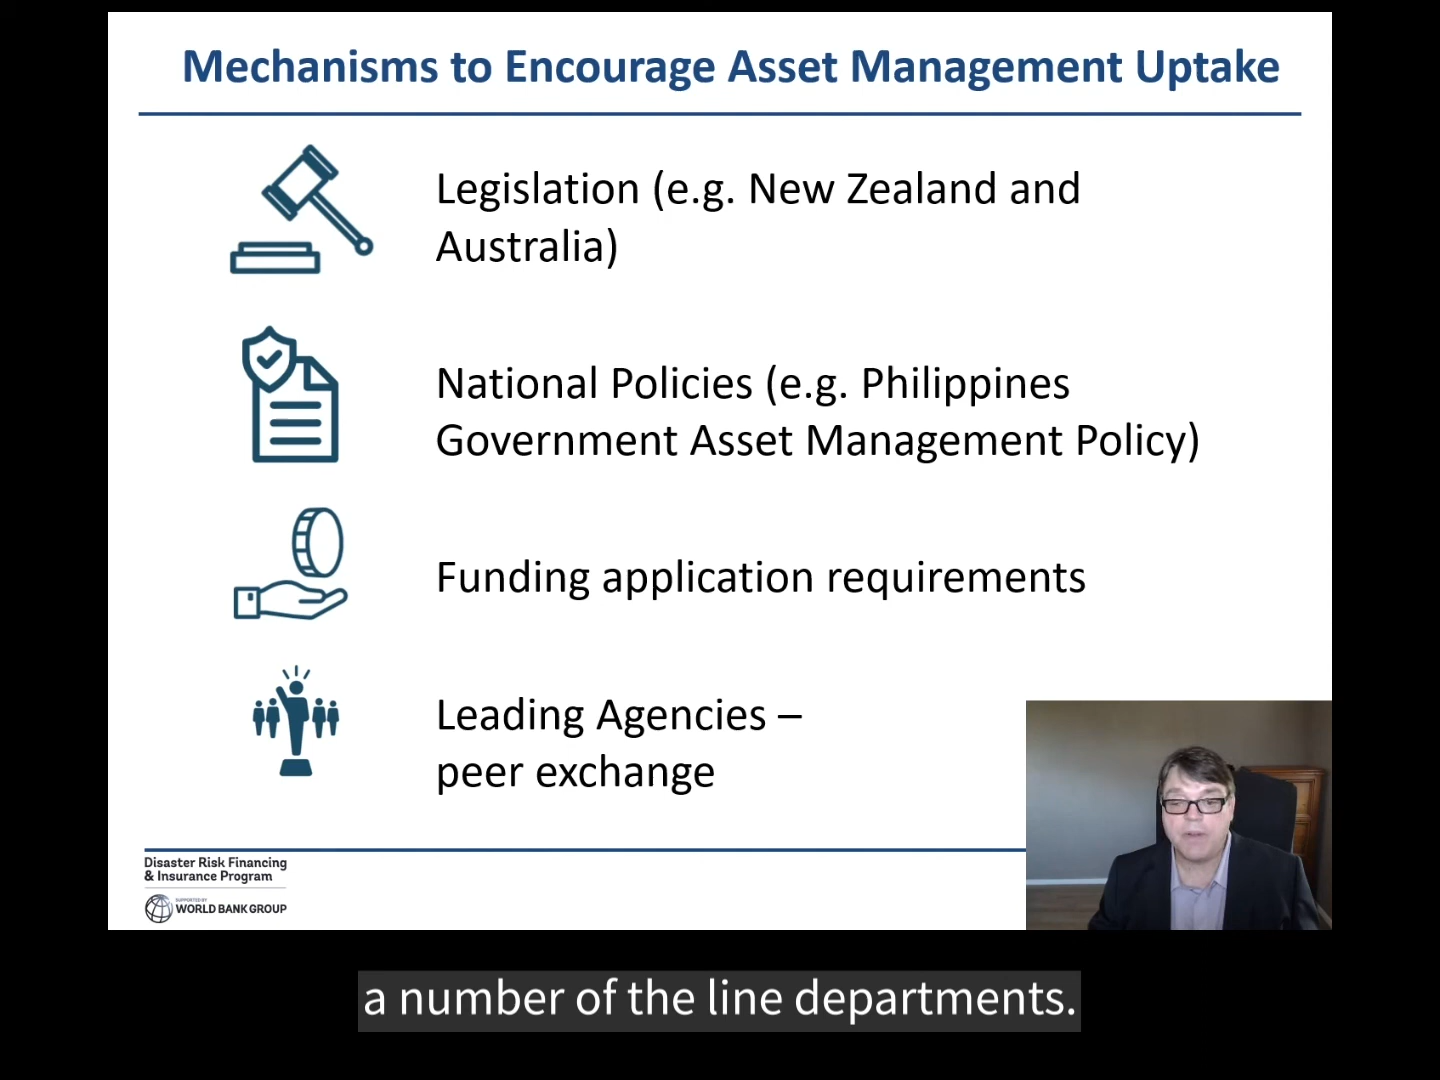 Mechanisms to Encourage Asset Management Uptake
Legislation (e.g. New Zealand and
Australia)
National Policies (e.g. Philippines
Government Asset Management Policy)
Funding application requirements
Leading Agencies –
peer exchange
Disaster Risk Financing
& Insurance Program
SUPPORTED BY
WORLD BANK GROUP
a number of the line departments.